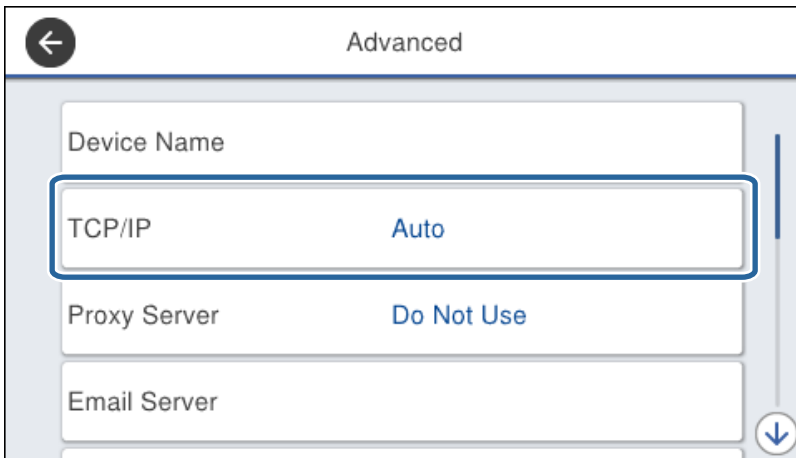 Advanced
Device Name
TCP/IP Auto
Proxy Server Do Not Use
Email Server